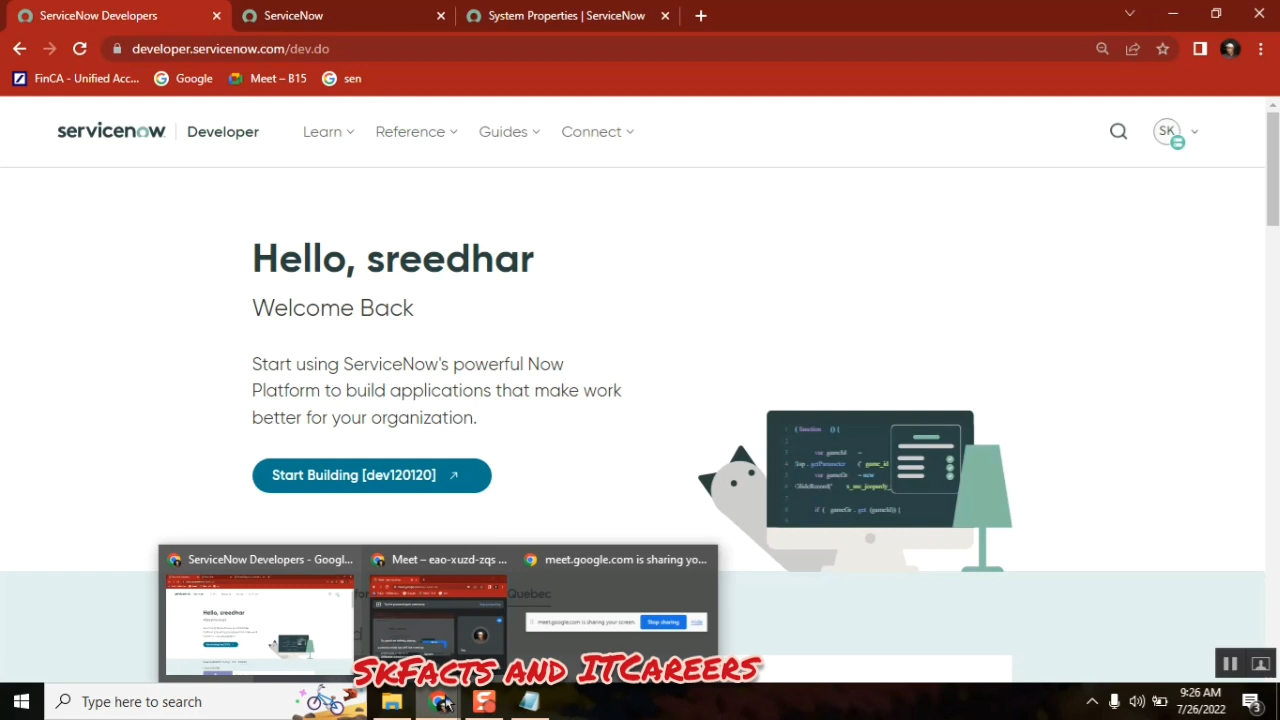 ServiceNow Developers
ServiceNow
System Properties | ServiceNow
developer.servicenow.com/dev.do
FinCA - Unified Acc...
Google
Meet – B15
sen
servicenow Developer
Learn
Reference
Guides
Connect
SK
Hello, sreedhar
Welcome Back
Start using ServiceNow's powerful Now
Platform to build applications that make work
better for your organization.
Start Building [dev120120]
ServiceNow Developers - Googl...
Meet – eao-xuzd-zqs ...
meet.google.com is sharing yo...
Quebec
Hello, sreedhar
meet.google.com is sharing your screen.
Stop sharing
Hide
SkFacts and ITCareers
Type here to search
9:26 AM
7/26/2022
3